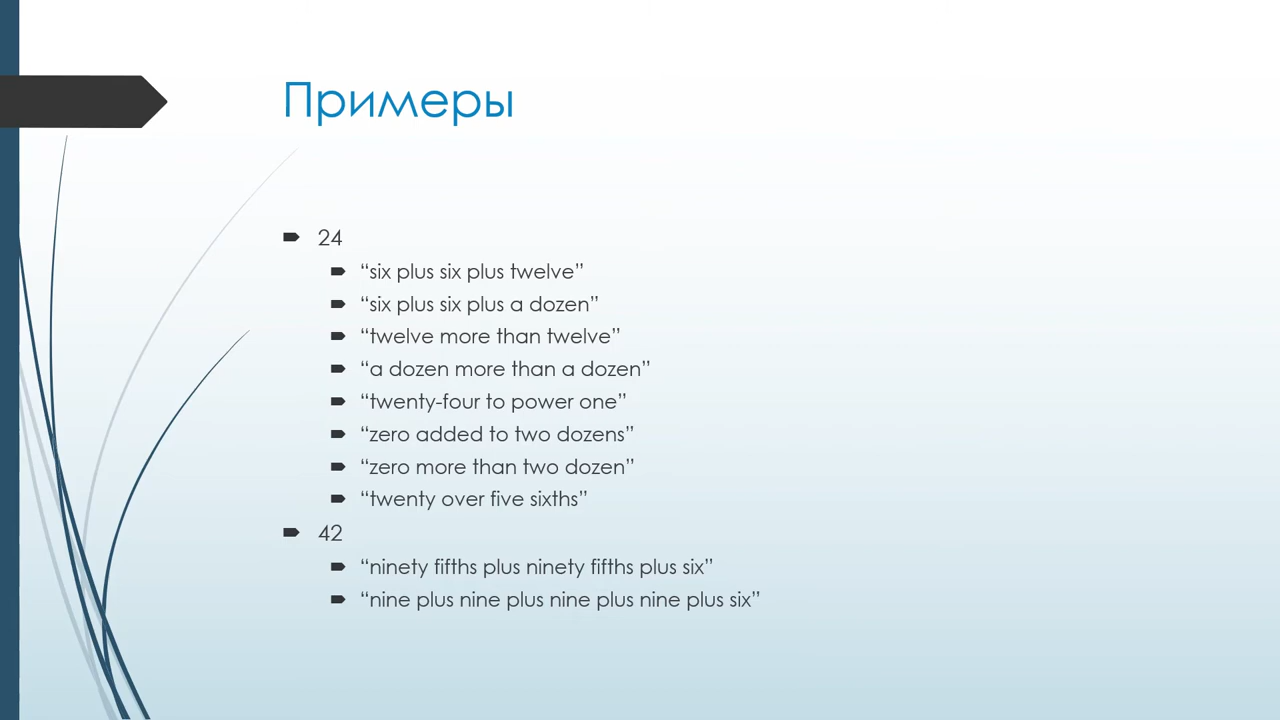 Примеры
24
“six plus six plus twelve”
“six plus six plus a dozen”
“twelve more than twelve”
“a dozen more than a dozen”
“twenty-four to power one”
“zero added to two dozens”
“zero more than two dozen”
“twenty over five sixths”
42
“ninety fifths plus ninety fifths plus six”
“nine plus nine plus nine plus nine plus six”